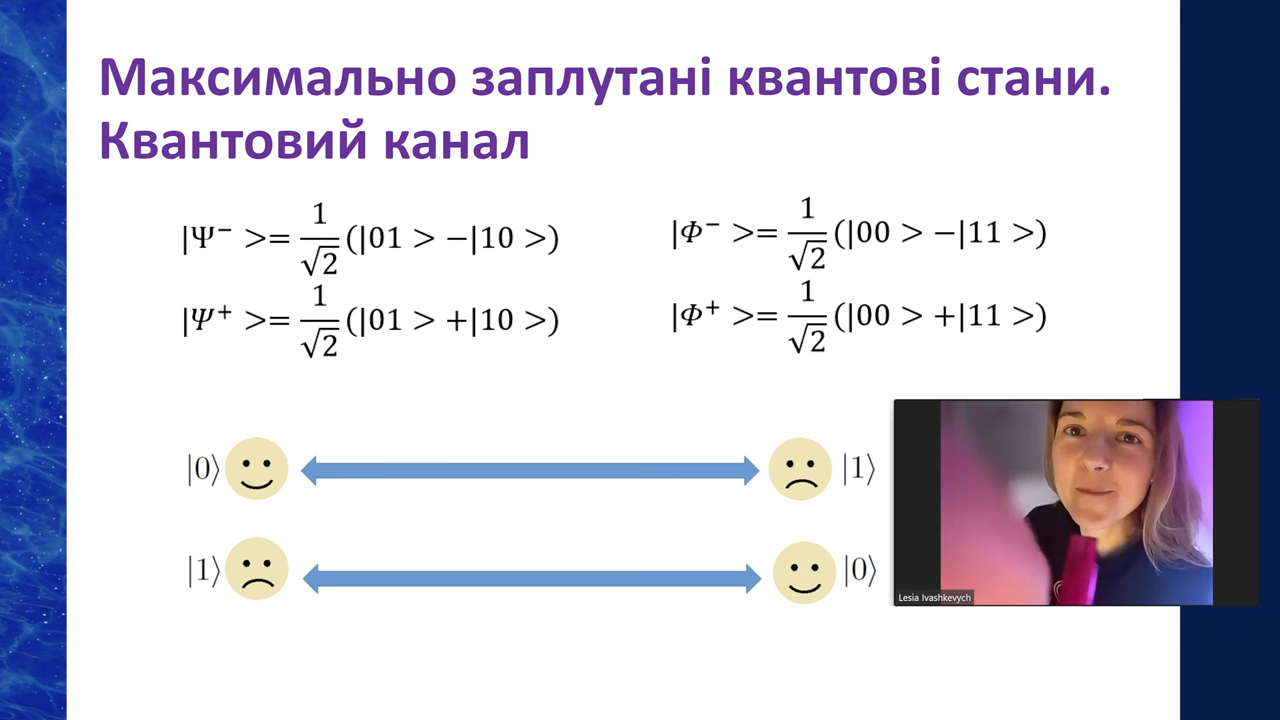 Максимально заплутані квантові стани.
Квантовий канал
|Ψ⁻ >= 1/√2 (|01 > −|10 >)
|Φ⁻ >= 1/√2 (|00 > −|11 >)
|Ψ⁺ >= 1/√2 (|01 > +|10 >)
|Φ⁺ >= 1/√2 (|00 > +|11 >)
|0⟩ |1⟩
|1⟩ |0⟩
Lesia Ivashkevych